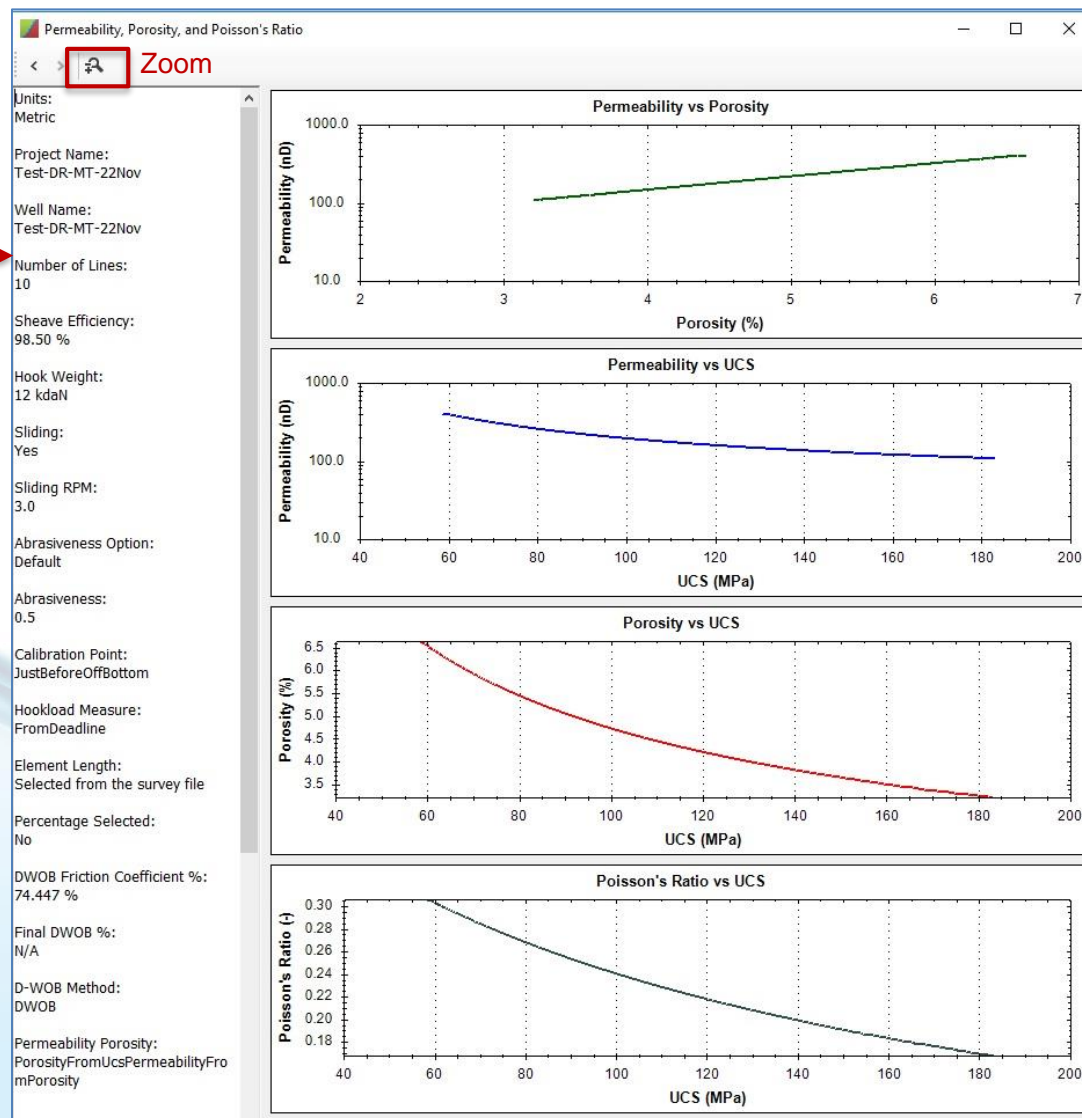 Permeability, Porosity, and Poisson's Ratio
Zoom
Units:
Metric
Project Name:
Test-DR-MT-22Nov
Well Name:
Test-DR-MT-22Nov
Number of Lines:
10
Sheave Efficiency:
98.50 %
Hook Weight:
12 kdaN
Sliding:
Yes
Sliding RPM:
3.0
Abrasiveness Option:
Default
Abrasiveness:
0.5
Calibration Point:
JustBeforeOffBottom
Hookload Measure:
FromDeadline
Element Length:
Selected from the survey file
Percentage Selected:
No
DWOB Friction Coefficient %:
74.447 %
Final DWOB %:
N/A
D-WOB Method:
DWOB
Permeability Porosity:
PorosityFromUcsPermeabilityFro
mPorosity
Permeability vs Porosity
Permeability (nD)
1000.0
100.0
10.0
2 3 4 5 6 7
Porosity (%)
Permeability vs UCS
Permeability (nD)
1000.0
100.0
10.0
40 60 80 100 120 140 160 180 200
UCS (MPa)
Porosity vs UCS
Porosity (%)
6.5
6.0
5.5
5.0
4.5
4.0
3.5
40 60 80 100 120 140 160 180 200
UCS (MPa)
Poisson's Ratio vs UCS
Poisson's Ratio (-)
0.30
0.28
0.26
0.24
0.22
0.20
0.18
40 60 80 100 120 140 160 180 200
UCS (MPa)